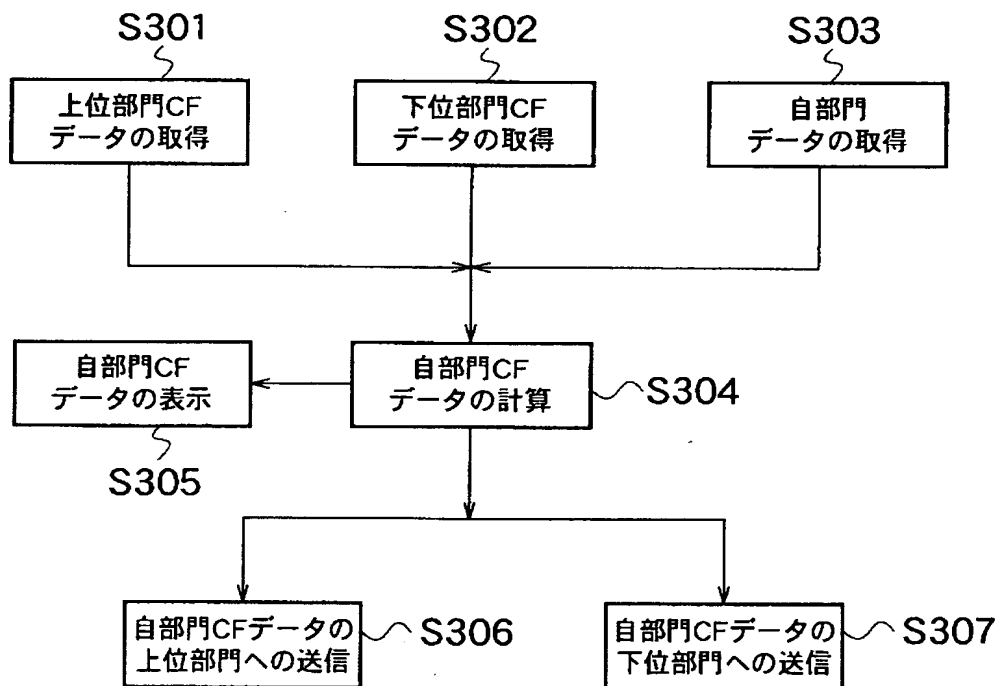 S301
S302
S303
上位部門CF
データの取得
下位部門CF
データの取得
自部門
データの取得
自部門CF
データの表示
自部門CF
データの計算
S304
S305
自部門CFデータの
上位部門への送信
S306
自部門CFデータの
下位部門への送信
S307